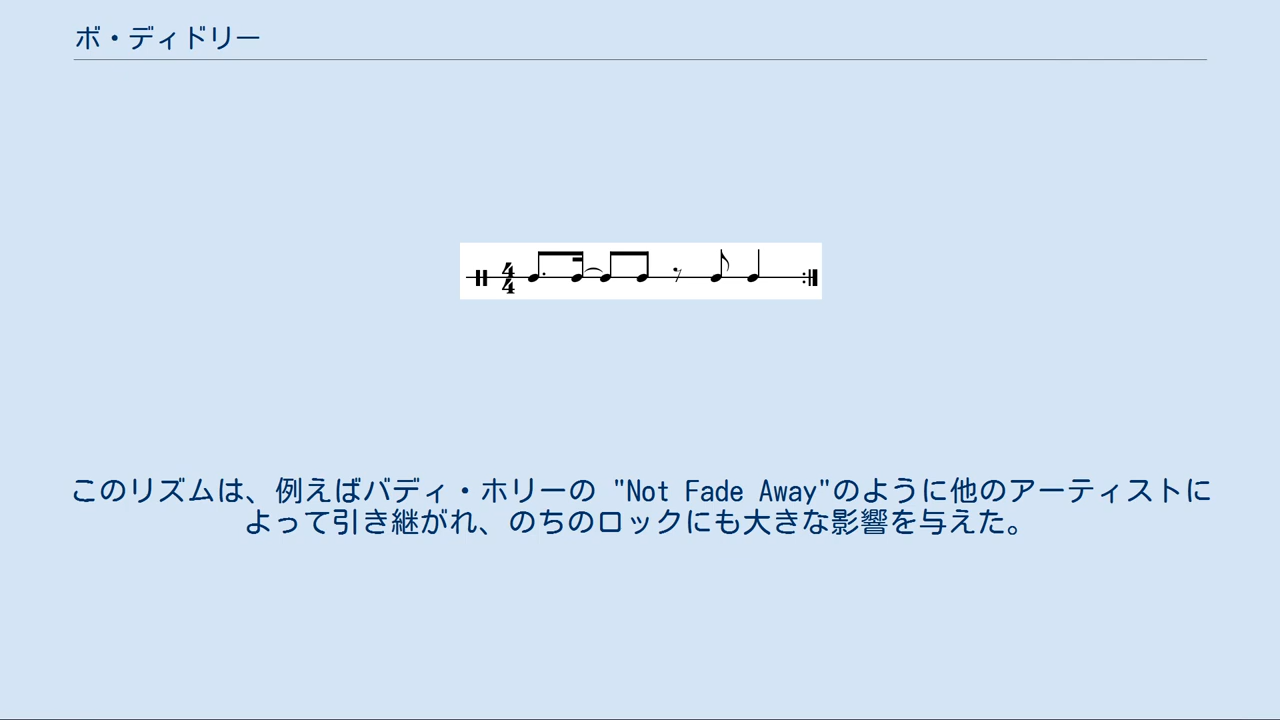 ボ・ディドリー
4
4
このリズムは、例えばバディ・ホリーの "Not Fade Away"のように他のアーティストに
よって引き継がれ、のちのロックにも大きな影響を与えた。